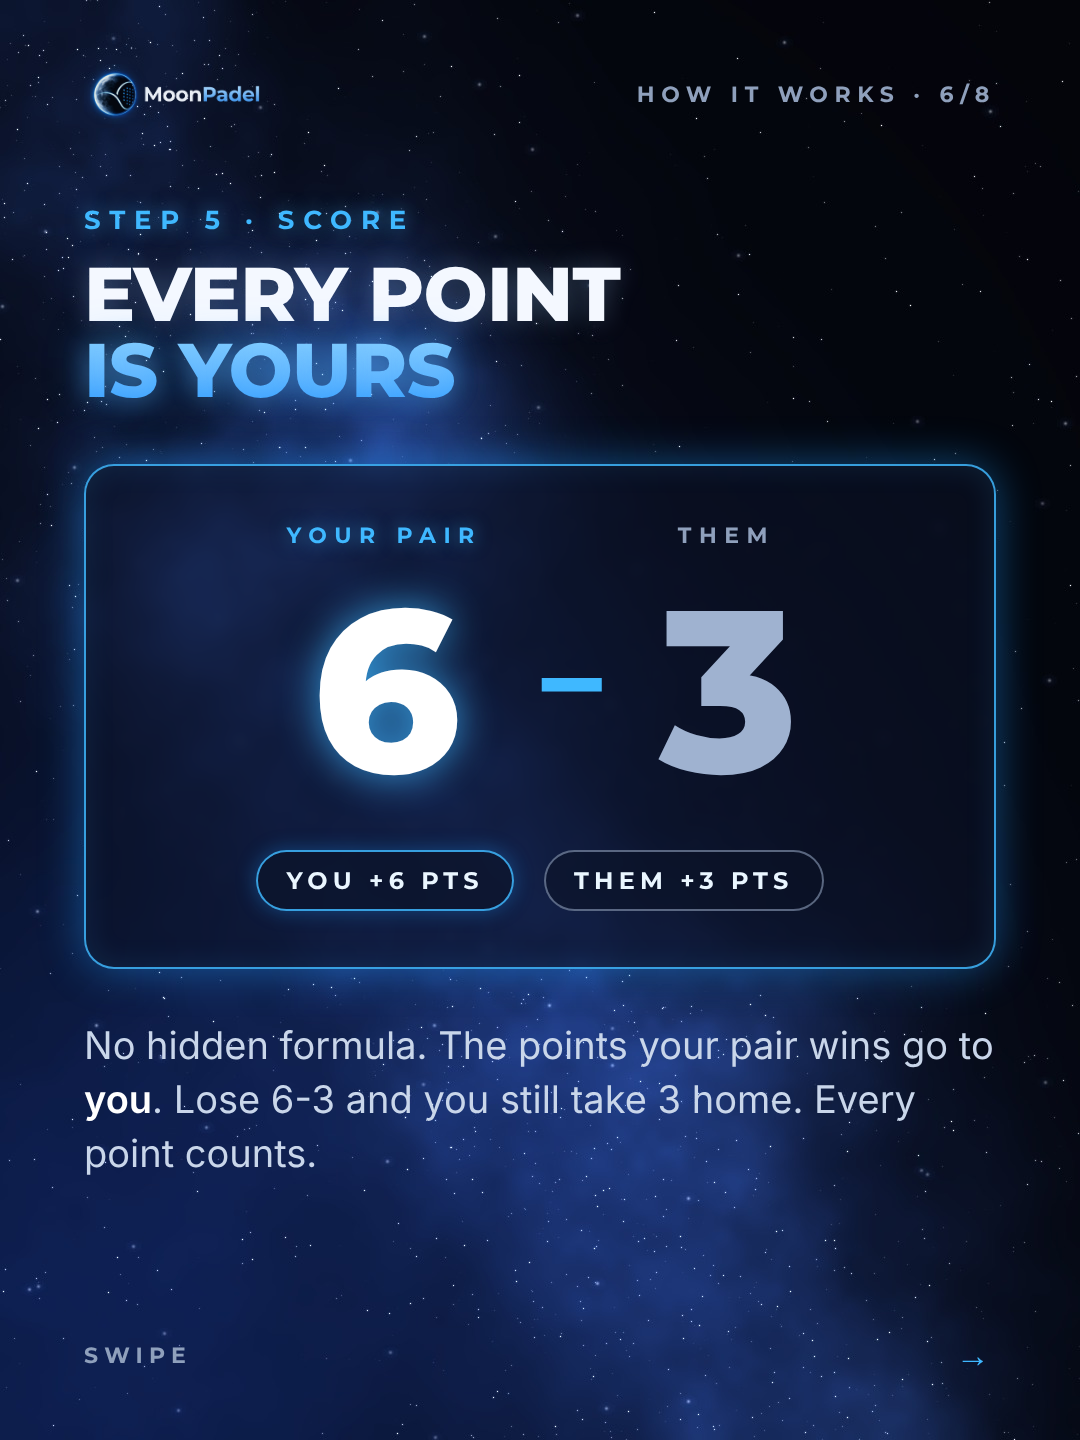 MoonPadel
HOW IT WORKS · 6/8
STEP 5 · SCORE
EVERY POINT
IS YOURS
YOUR PAIR
THEM
6 – 3
YOU +6 PTS
THEM +3 PTS
No hidden formula. The points your pair wins go to
you. Lose 6-3 and you still take 3 home. Every
point counts.
SWIPE →